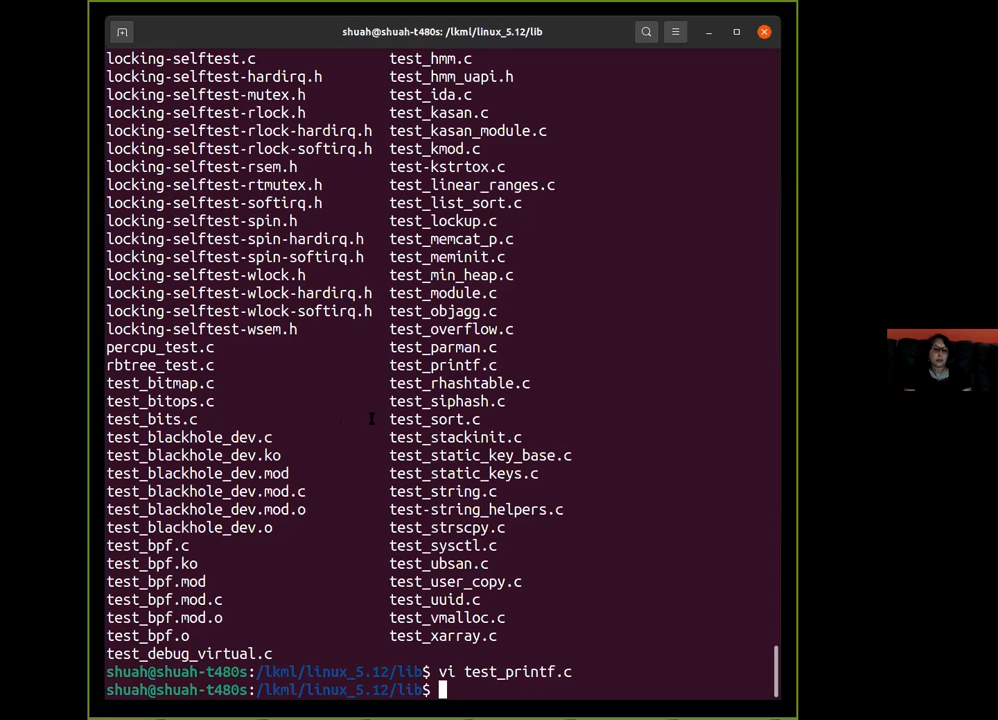 shuah@shuah-t480s: /lkml/linux_5.12/lib
locking-selftest.c test_hmm.c
locking-selftest-hardirq.h test_hmm_uapi.h
locking-selftest-mutex.h test_ida.c
locking-selftest-rlock.h test_kasan.c
locking-selftest-rlock-hardirq.h test_kasan_module.c
locking-selftest-rlock-softirq.h test_kmod.c
locking-selftest-rsem.h test-kstrtox.c
locking-selftest-rtmutex.h test_linear_ranges.c
locking-selftest-softirq.h test_list_sort.c
locking-selftest-spin.h test_lockup.c
locking-selftest-spin-hardirq.h test_memcat_p.c
locking-selftest-spin-softirq.h test_meminit.c
locking-selftest-wlock.h test_min_heap.c
locking-selftest-wlock-hardirq.h test_module.c
locking-selftest-wlock-softirq.h test_objagg.c
locking-selftest-wsem.h test_overflow.c
percpu_test.c test_parman.c
rbtree_test.c test_printf.c
test_bitmap.c test_rhashtable.c
test_bitops.c test_siphash.c
test_bits.c test_sort.c
test_blackhole_dev.c test_stackinit.c
test_blackhole_dev.ko test_static_key_base.c
test_blackhole_dev.mod test_static_keys.c
test_blackhole_dev.mod.c test_string.c
test_blackhole_dev.mod.o test-string_helpers.c
test_blackhole_dev.o test_strscpy.c
test_bpf.c test_sysctl.c
test_bpf.ko test_ubsan.c
test_bpf.mod test_user_copy.c
test_bpf.mod.c test_uuid.c
test_bpf.mod.o test_vmalloc.c
test_bpf.o test_xarray.c
test_debug_virtual.c
shuah@shuah-t480s:/lkml/linux_5.12/lib$ vi test_printf.c
shuah@shuah-t480s:/lkml/linux_5.12/lib$